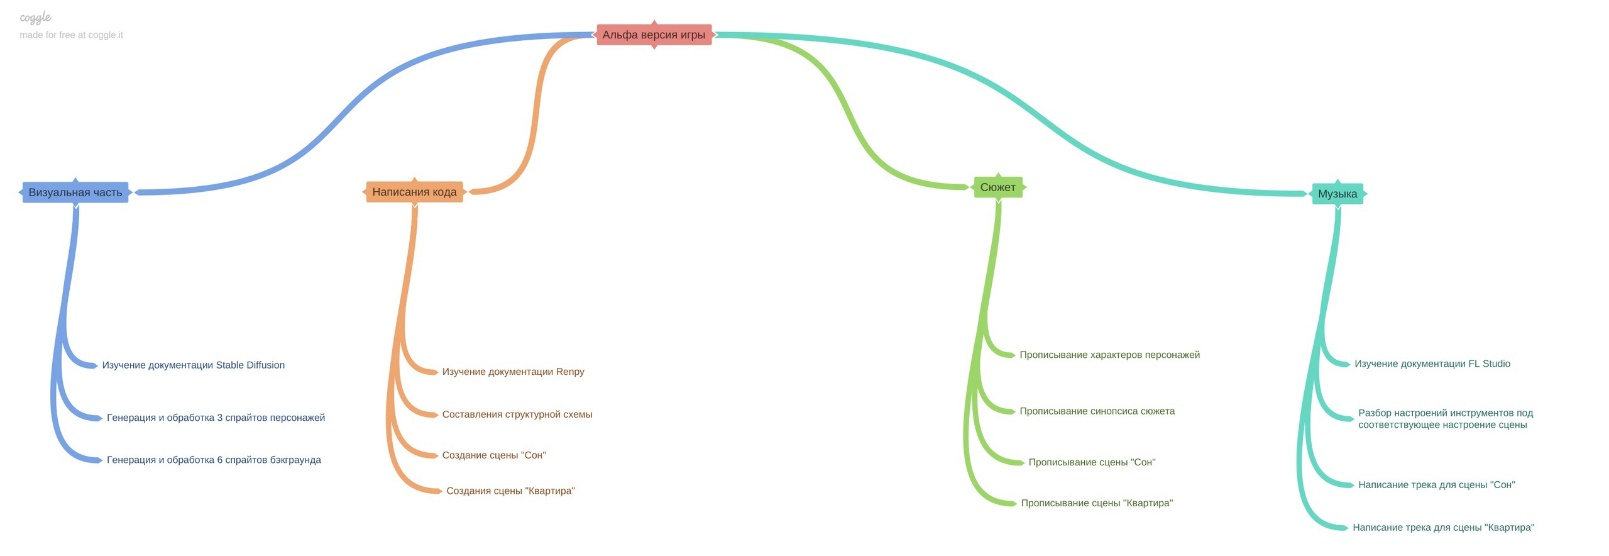 coggle
made for free at coggle.it
Альфа версия игры
Визуальная часть
Изучение документации Stable Diffusion
Генерация и обработка 3 спрайтов персонажей
Генерация и обработка 6 спрайтов бэкграунда
Написания кода
Изучение документации Renpy
Составления структурной схемы
Создание сцены "Сон"
Создания сцены "Квартира"
Сюжет
Прописывание характеров персонажей
Прописывание синопсиса сюжета
Прописывание сцены "Сон"
Прописывание сцены "Квартира"
Музыка
Изучение документации FL Studio
Разбор настроений инструментов под
соответствующее настроение сцены
Написание трека для сцены "Сон"
Написание трека для сцены "Квартира"